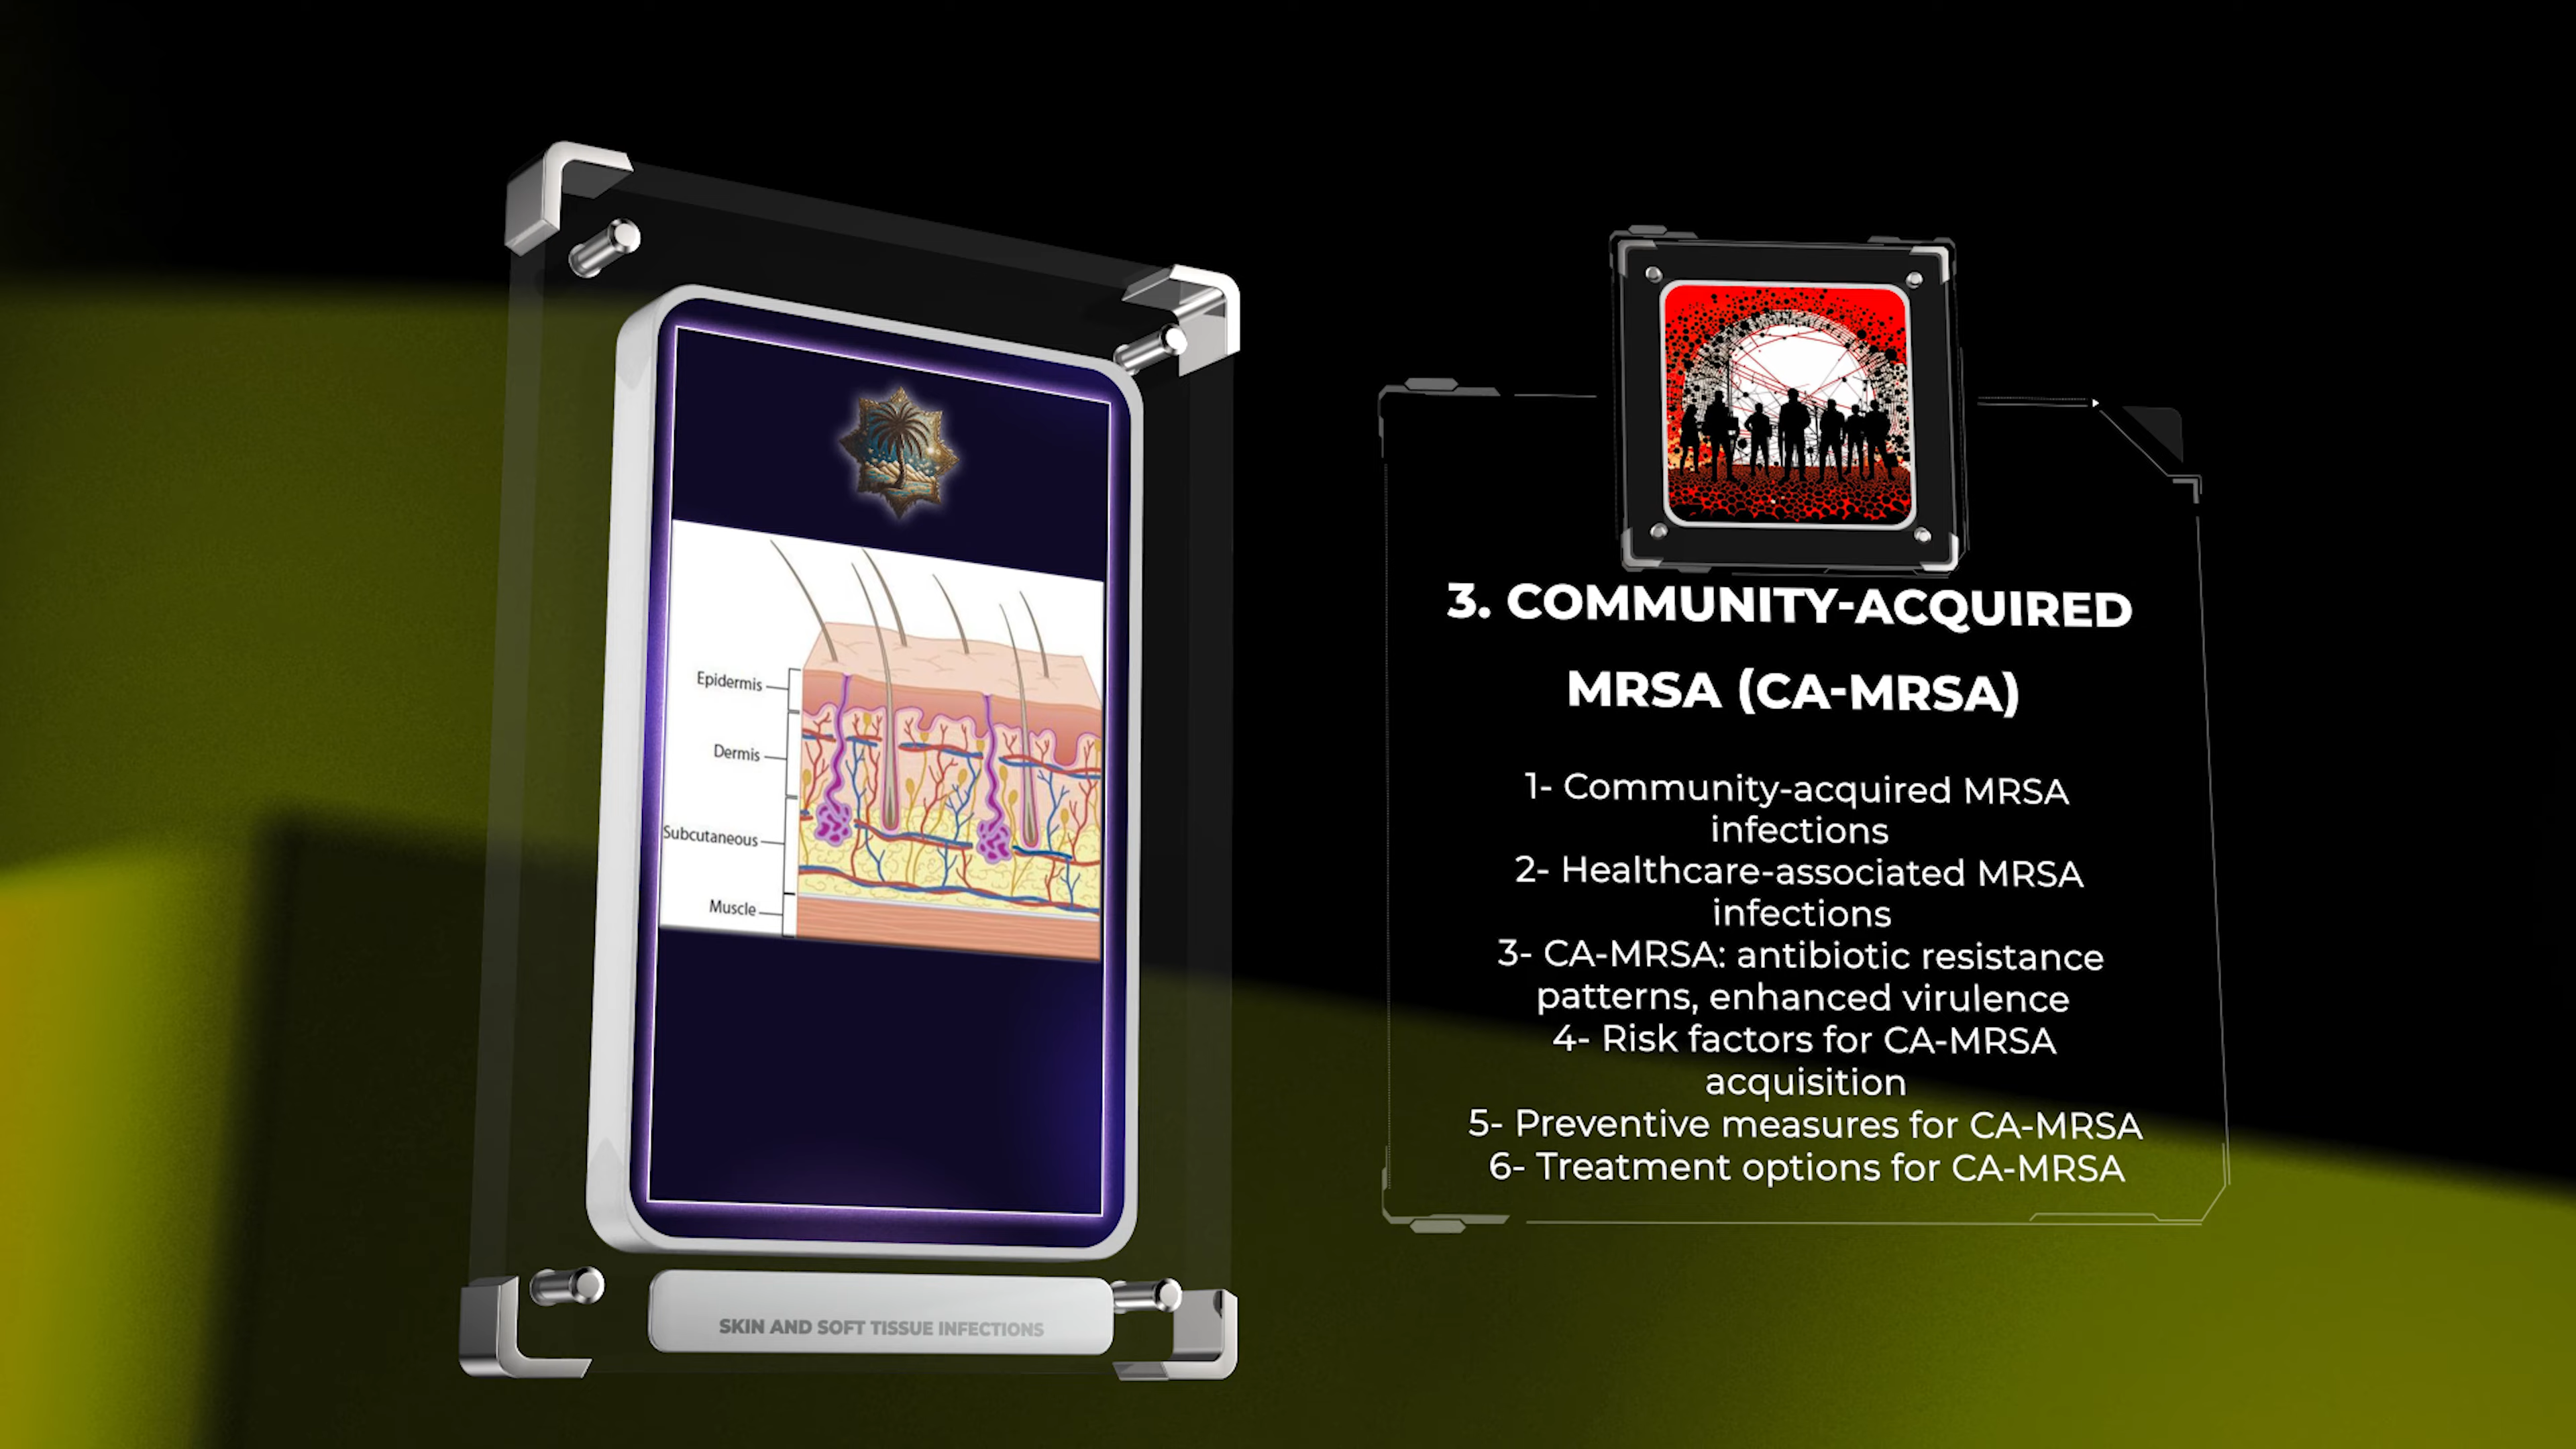 Epidermis
Dermis
Subcutaneous
Muscle
SKIN AND SOFT TISSUE INFECTIONS
3. COMMUNITY-ACQUIRED
MRSA (CA-MRSA)
1- Community-acquired MRSA
infections
2- Healthcare-associated MRSA
infections
3- CA-MRSA: antibiotic resistance
patterns, enhanced virulence
4- Risk factors for CA-MRSA
acquisition
5- Preventive measures for CA-MRSA
6- Treatment options for CA-MRSA